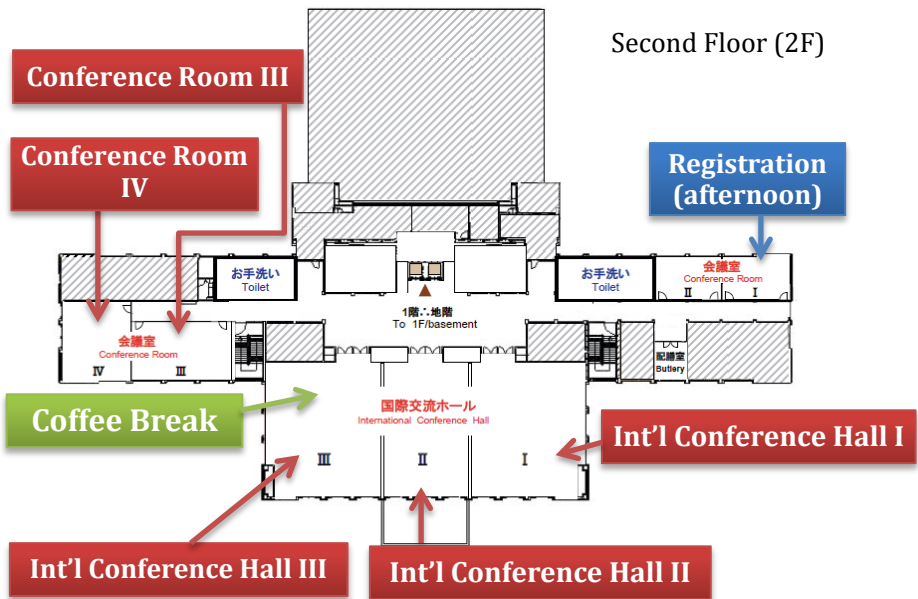 Second Floor (2F)
Conference Room III
Conference Room
IV
Registration
(afternoon)
お手洗い
Toilet
お手洗い
Toilet
会議室
Conference Room
Ⅱ
Ⅰ
1階∴地階
To 1F/basement
会議室
Conference Room
Ⅳ
Ⅲ
配議室
Butlery
Coffee Break
国際交流ホール
International Conference Hall
Ⅲ
Ⅱ
Ⅰ
Int'l Conference Hall I
Int'l Conference Hall III
Int'l Conference Hall II